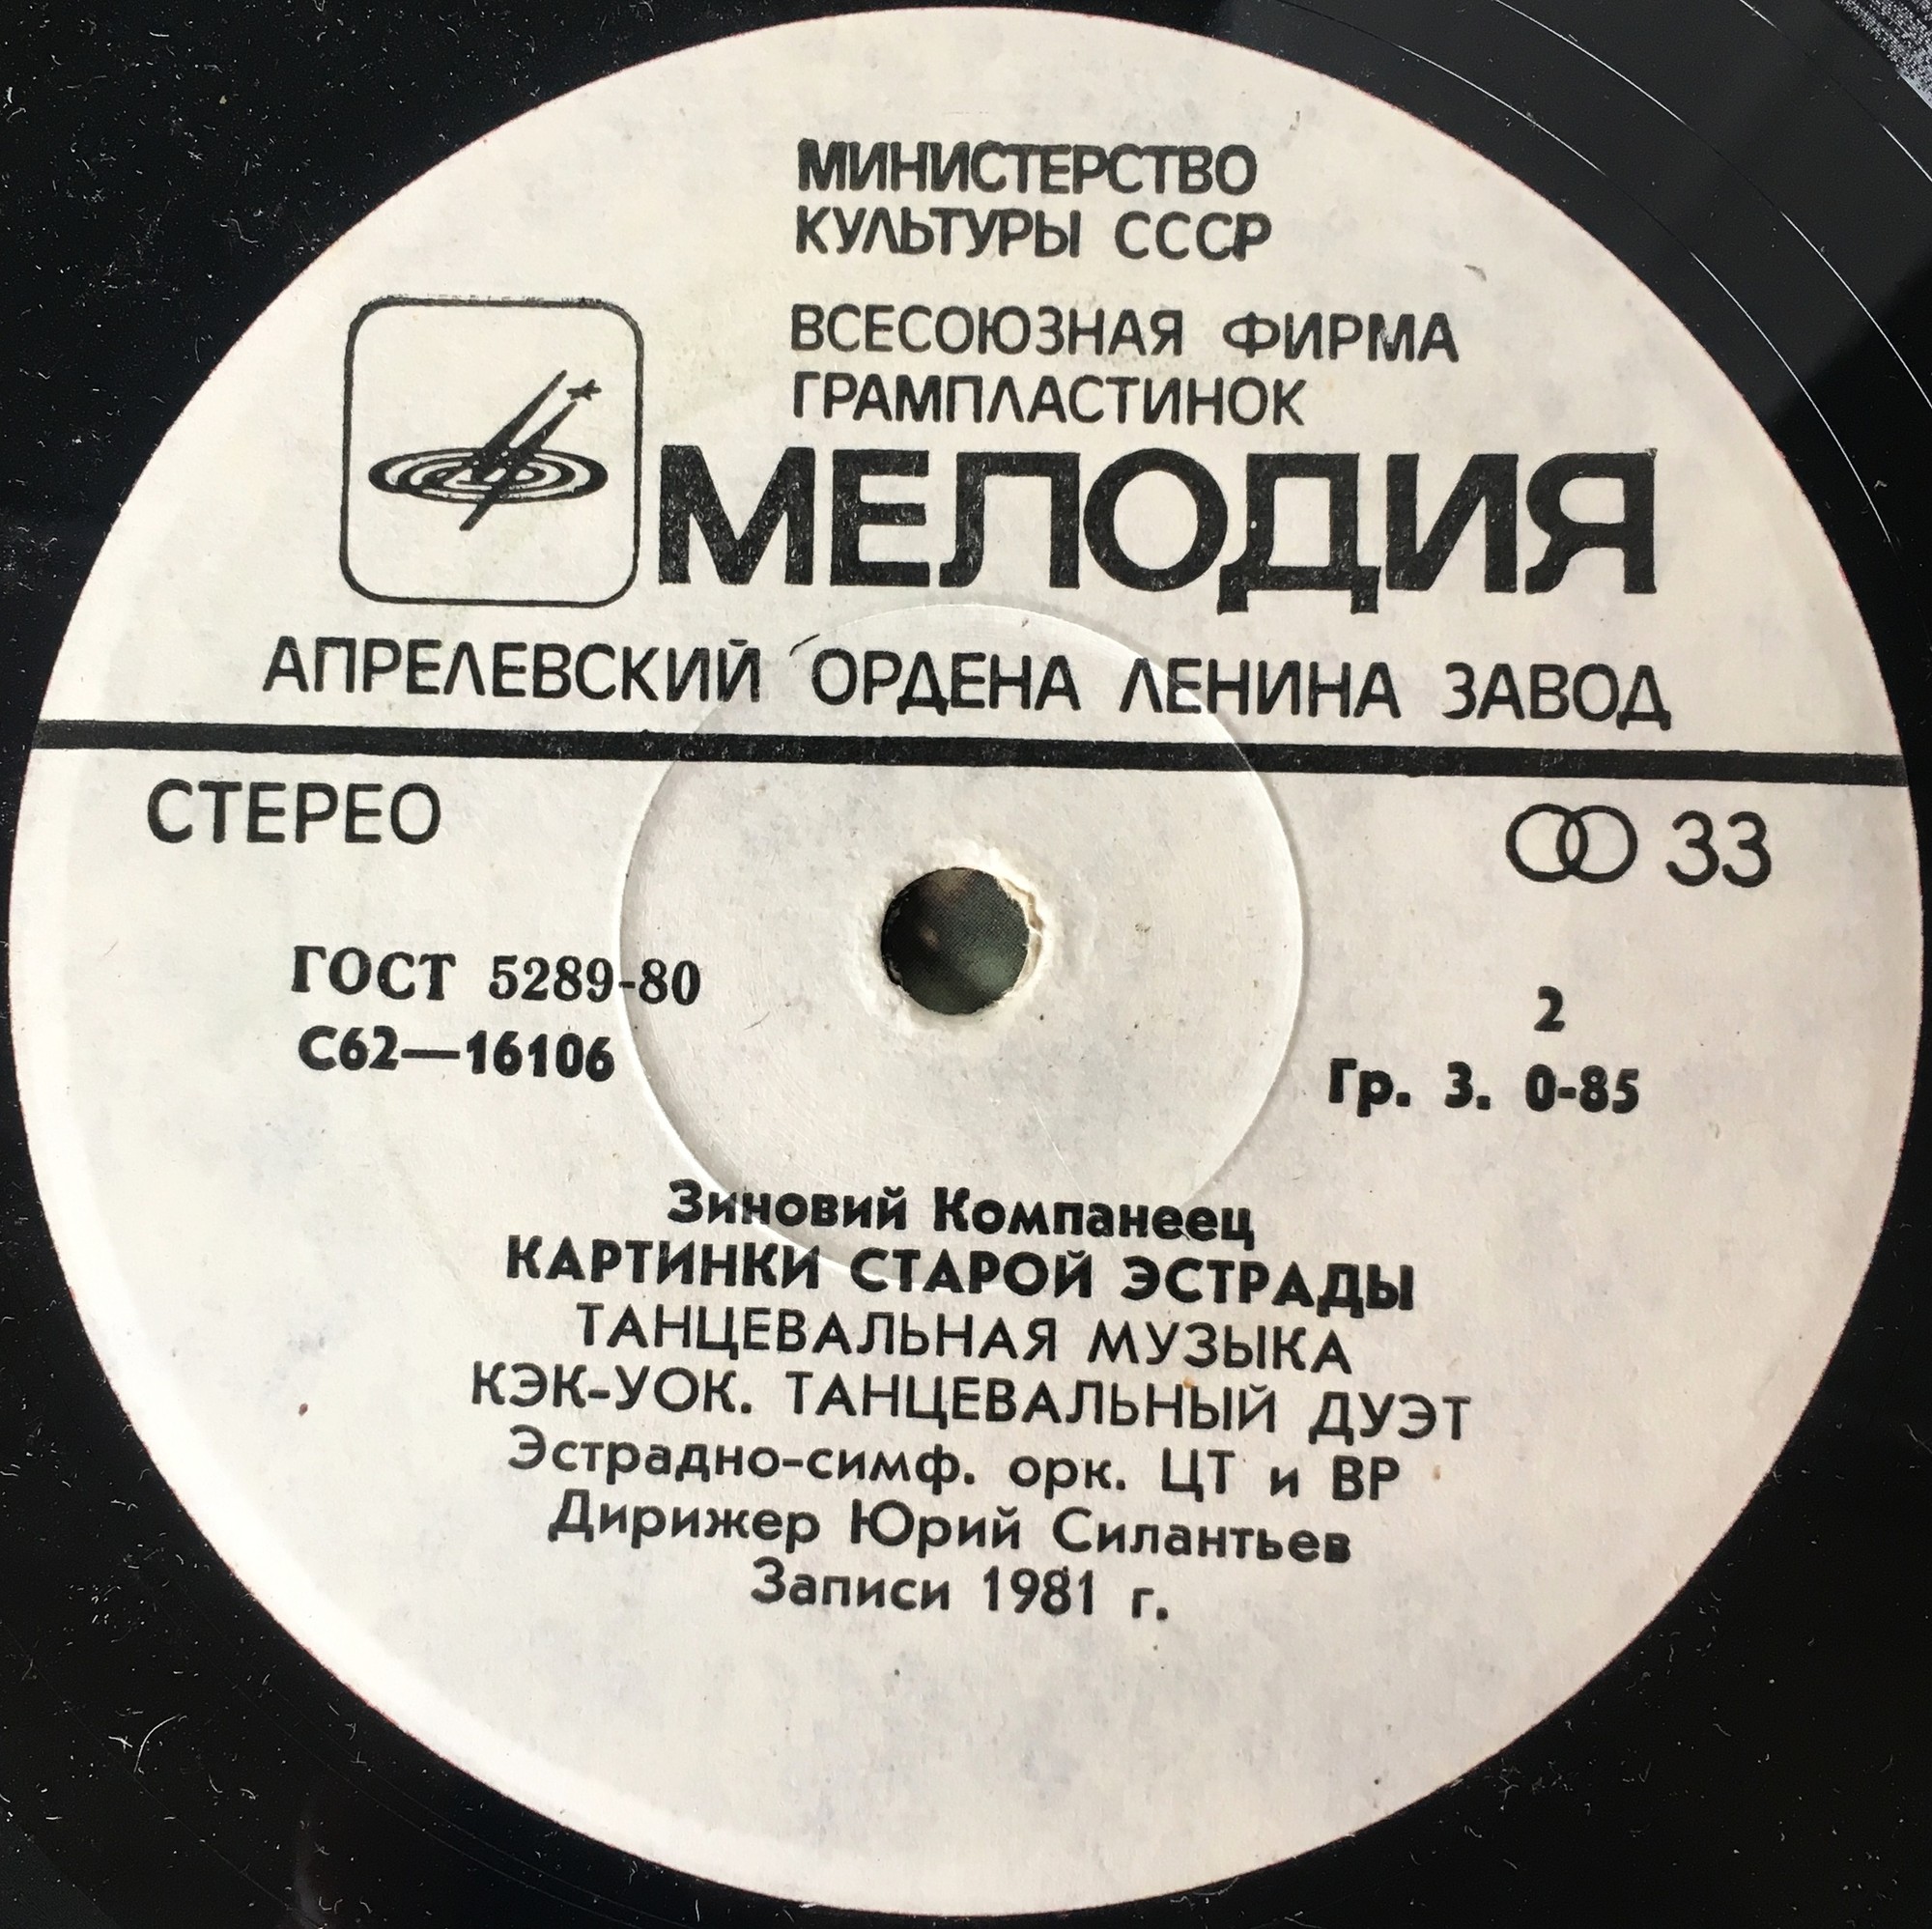 МИНИСТЕРСТВО
КУЛЬТУРЫ СССР
ВСЕСОЮЗНАЯ ФИРМА
ГРАМПЛАСТИНОК
МЕЛОДИЯ
АПРЕЛЕВСКИЙ ОРДЕНА ЛЕНИНА ЗАВОД
СТЕРЕО
33
ГОСТ 5289-80
С62—16106
2
Гр. 3. 0-85
Зиновий Компанеец
КАРТИНКИ СТАРОЙ ЭСТРАДЫ
ТАНЦЕВАЛЬНАЯ МУЗЫКА
КЭК-УОК. ТАНЦЕВАЛЬНЫЙ ДУЭТ
Эстрадно-симф. орк. ЦТ и ВР
Дирижер Юрий Силантьев
Записи 1981 г.